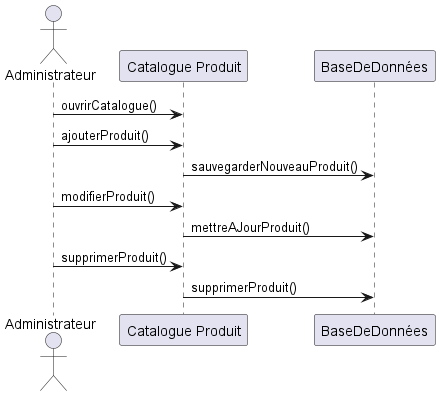 Administrateur
Catalogue Produit
BaseDeDonnées
ouvrirCatalogue()
ajouterProduit()
sauvegarderNouveauProduit()
modifierProduit()
mettreAJourProduit()
supprimerProduit()
supprimerProduit()
Administrateur
Catalogue Produit
BaseDeDonnées